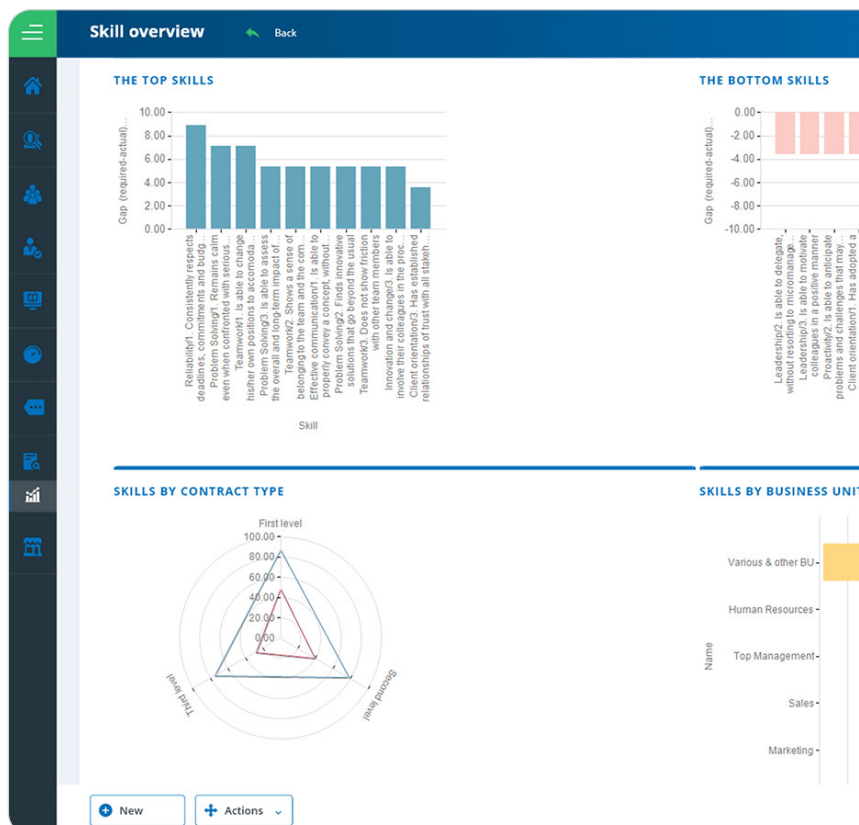 Skill overview
Back
THE TOP SKILLS
Gap (required-actual)...
10.00
8.00
6.00
4.00
2.00
0.00
Reliability/1. Consistently respects
deadlines, commitments and budg...
Problem Solving/1. Remains calm
even when confronted with serious...
Teamwork/1. Is able to change
his/her own positions to accomoda...
Problem Solving/3. Is able to assess
the overall and long-term impact of...
Teamwork/2. Shows a sense of
belonging to the team and the com...
Effective communication/1. Is able to
properly convey a concept, without...
Problem Solving/2. Finds innovative
solutions that go beyond the usual
Teamwork/3. Does not show friction
with other team members
Innovation and change/3. Is able to
involve their colleagues in the proc...
Client orientation/3. Has established
relationships of trust with all stakeh...
Skill
THE BOTTOM SKILLS
Gap (required-actual)...
0.00
-2.00
-4.00
-6.00
-8.00
-10.00
Leadership/2. Is able to delegate,
without resorting to micromanage...
Leadership/3. Is able to motivate
colleagues in a positive manner
Proactivity/2. Is able to anticipate
problems and challenges that may...
Client orientation/1. Has adopted a
SKILLS BY CONTRACT TYPE
First level
100.00
80.00
60.00
40.00
20.00
0.00
Third level
Second level
SKILLS BY BUSINESS UNIT
Name
Various & other BU
Human Resources
Top Management
Sales
Marketing
New
Actions